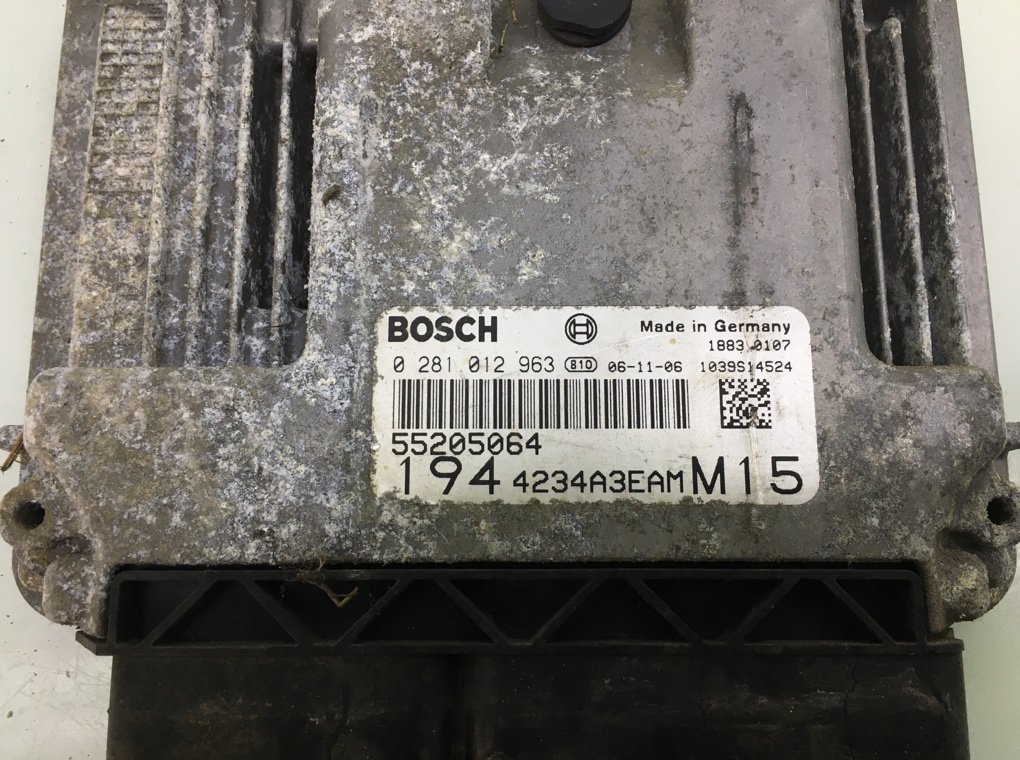 BOSCH Made in Germany
1883 0107
0 281 012 963 810 06-11-06 1039S14524
55205064
194 4234A3EAM M15